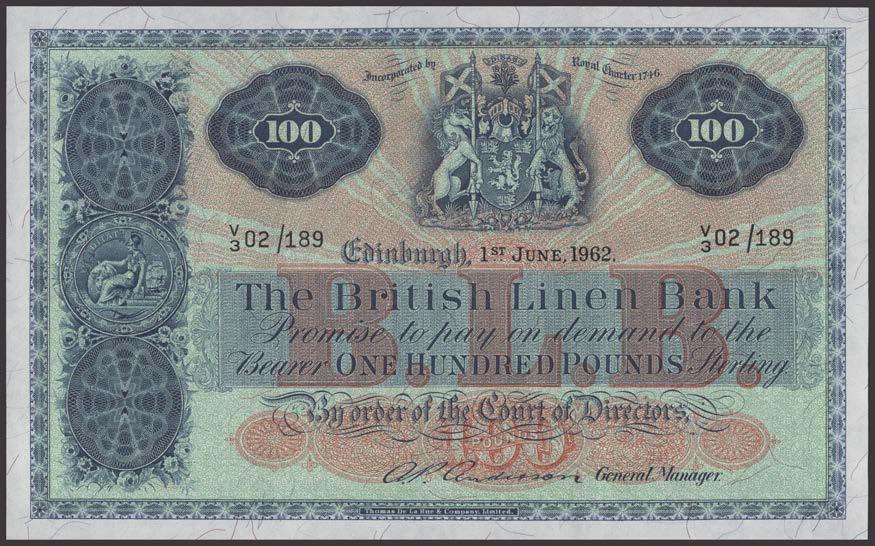 Incorporated by Royal Charter 1746.
100 100
V/3 02/189 V/3 02/189
Edinburgh, 1ST JUNE, 1962.
B.L.B.
The British Linen Bank
Promise to pay on demand to the
Bearer ONE HUNDRED POUNDS Sterling.
By order of the Court of Directors,
100
POUNDS
General Manager.
Thomas De La Rue & Company, Limited.